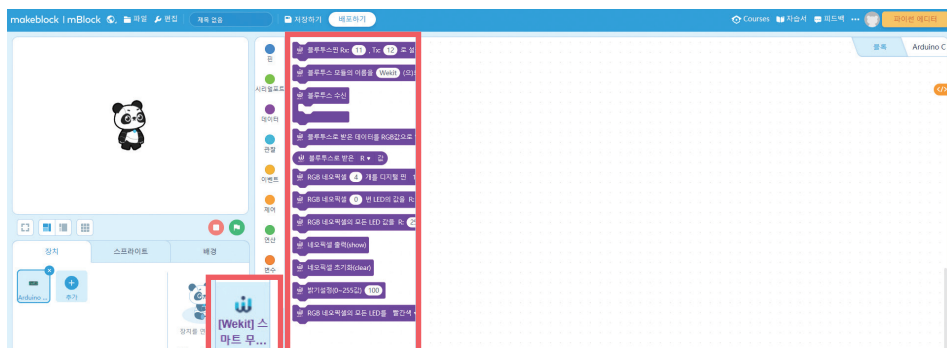 makeblock | mBlock 파일 편집 제목 없음 저장하기 배포하기 Courses 자습서 피드백 ··· 파이썬 에디터
블록 Arduino C
핀
시리얼포트
데이터
관찰
이벤트
제어
연산
변수
블루투스핀 Rx: 11 , Tx: 12 로 설
블루투스 모듈의 이름을 Wekit (으)
블루투스 수신
블루투스로 받은 데이터를 RGB값으로
블루투스로 받은 R 값
RGB 네오픽셀 4 개를 디지털 핀
RGB 네오픽셀 0 번 LED의 값을 R:
RGB 네오픽셀의 모든 LED 값을 R:
네오픽셀 출력(show)
네오픽셀 초기화(clear)
밝기설정(0~255값) 100
RGB 네오픽셀의 모든 LED를 빨간색
장치 스프라이트 배경
Arduino ...
추가
장치를 연
[Wekit] 스
마트 무...